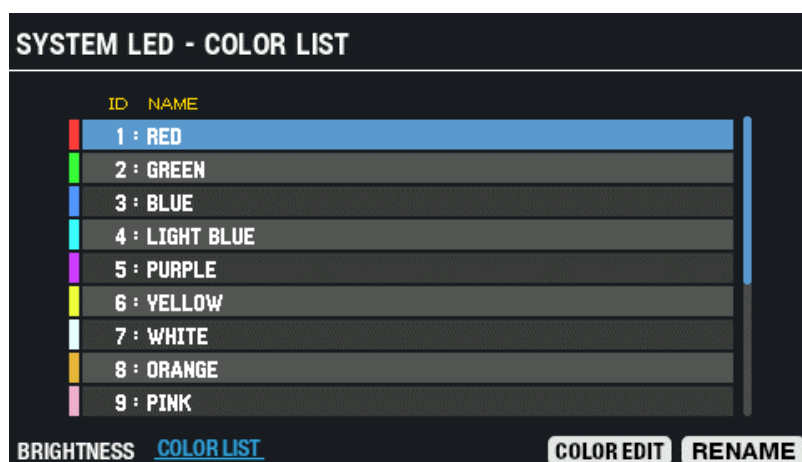 SYSTEM LED - COLOR LIST
ID NAME
1 : RED
2 : GREEN
3 : BLUE
4 : LIGHT BLUE
5 : PURPLE
6 : YELLOW
7 : WHITE
8 : ORANGE
9 : PINK
BRIGHTNESS COLOR LIST COLOR EDIT RENAME